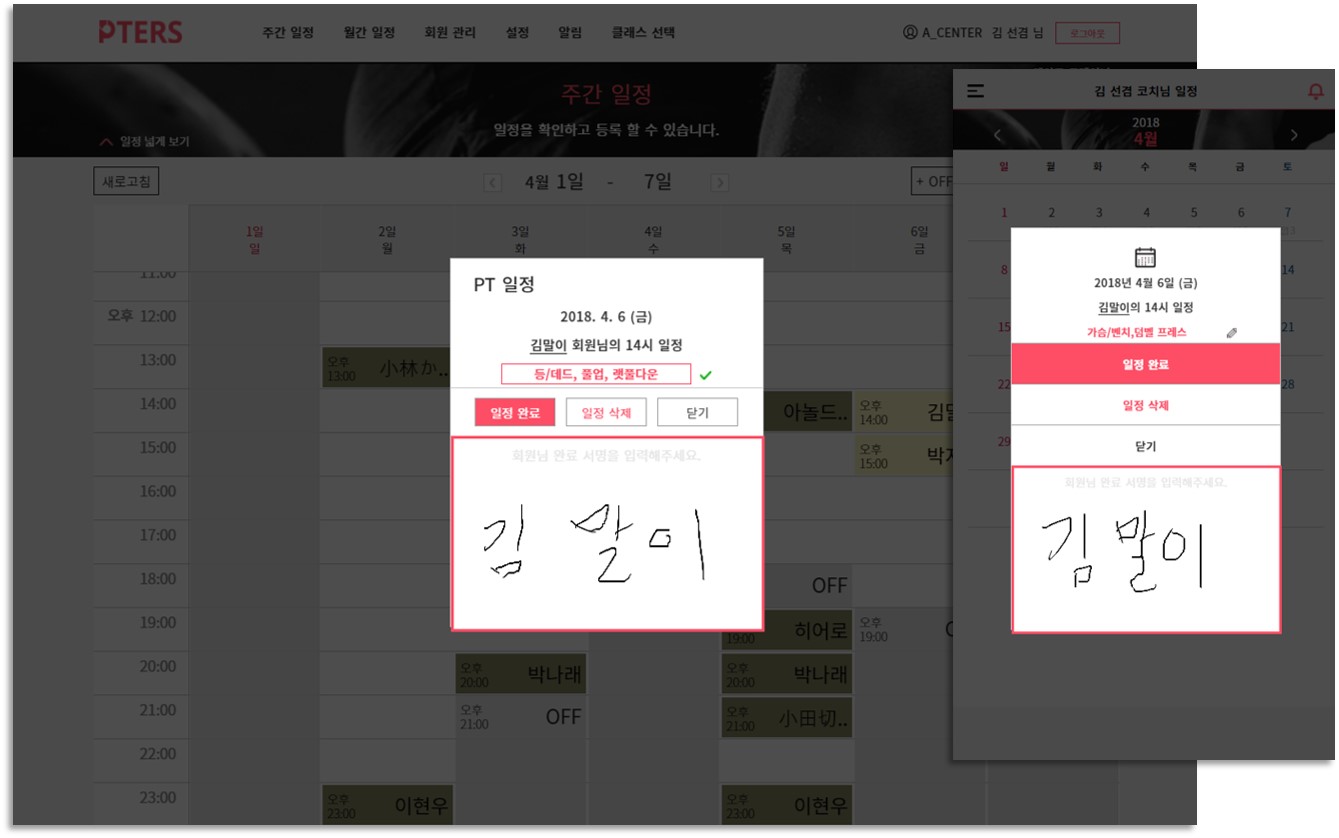 PTERS
주간 일정 월간 일정 회원 관리 설정 알림 클래스 선택
A_CENTER 김 선겸 님 로그아웃
주간 일정
일정을 확인하고 등록 할 수 있습니다.
일정 넓게 보기
새로고침
4월 1일 - 7일
+ OFF
1일 2일 3일 4일 5일 6일
일 월 화 수 목 금
11:00
오후 12:00
13:00
오후 13:00 小林か..
14:00
아놀드..
오후 14:00
15:00
오후 15:00
16:00
17:00
18:00
OFF
19:00
19:00 히어로
오후 19:00
20:00
오후 20:00 박나래
오후 20:00 박나래
21:00
오후 21:00 OFF
오후 21:00 小田切..
22:00
23:00
오후 23:00 이현우
오후 23:00 이현우
PT 일정
2018. 4. 6 (금)
김말이 회원님의 14시 일정
등/데드, 풀업, 렛풀다운
일정 완료 일정 삭제 닫기
회원님 완료 서명을 입력해주세요.
김 말이
김 선겸 코치님 일정
2018
4월
일 월 화 수 목 금 토
1 2 3 4 5 6 7
8 14
15 21
22 28
29
2018년 4월 6일 (금)
김말이의 14시 일정
가슴/벤치,덤벨 프레스
일정 완료
일정 삭제
닫기
회원님 완료 서명을 입력해주세요.
김말이